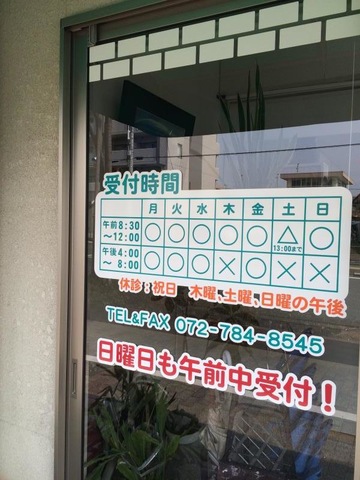 受付時間
月 火 水 木 金 土 日
午前8:30 〇 〇 〇 〇 〇 △ 〇
～12:00 13:00まで
午後4:00 〇 〇 〇 × 〇 × ×
～ 8:00
休診：祝日 木曜、土曜、日曜の午後
TEL&FAX 072-784-8545
日曜日も午前中受付！